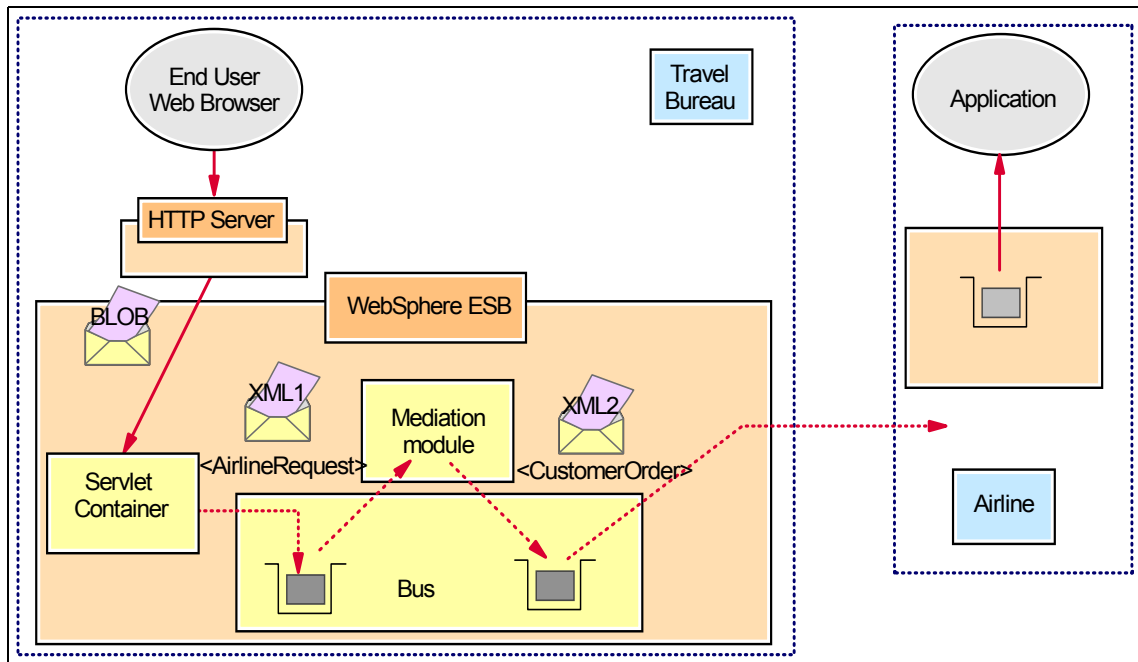 End User
Web Browser
Travel
Bureau
Application
HTTP Server
WebSphere ESB
BLOB
XML1
XML2
Mediation
module
<AirlineRequest>
<CustomerOrder>
Servlet
Container
Airline
Bus